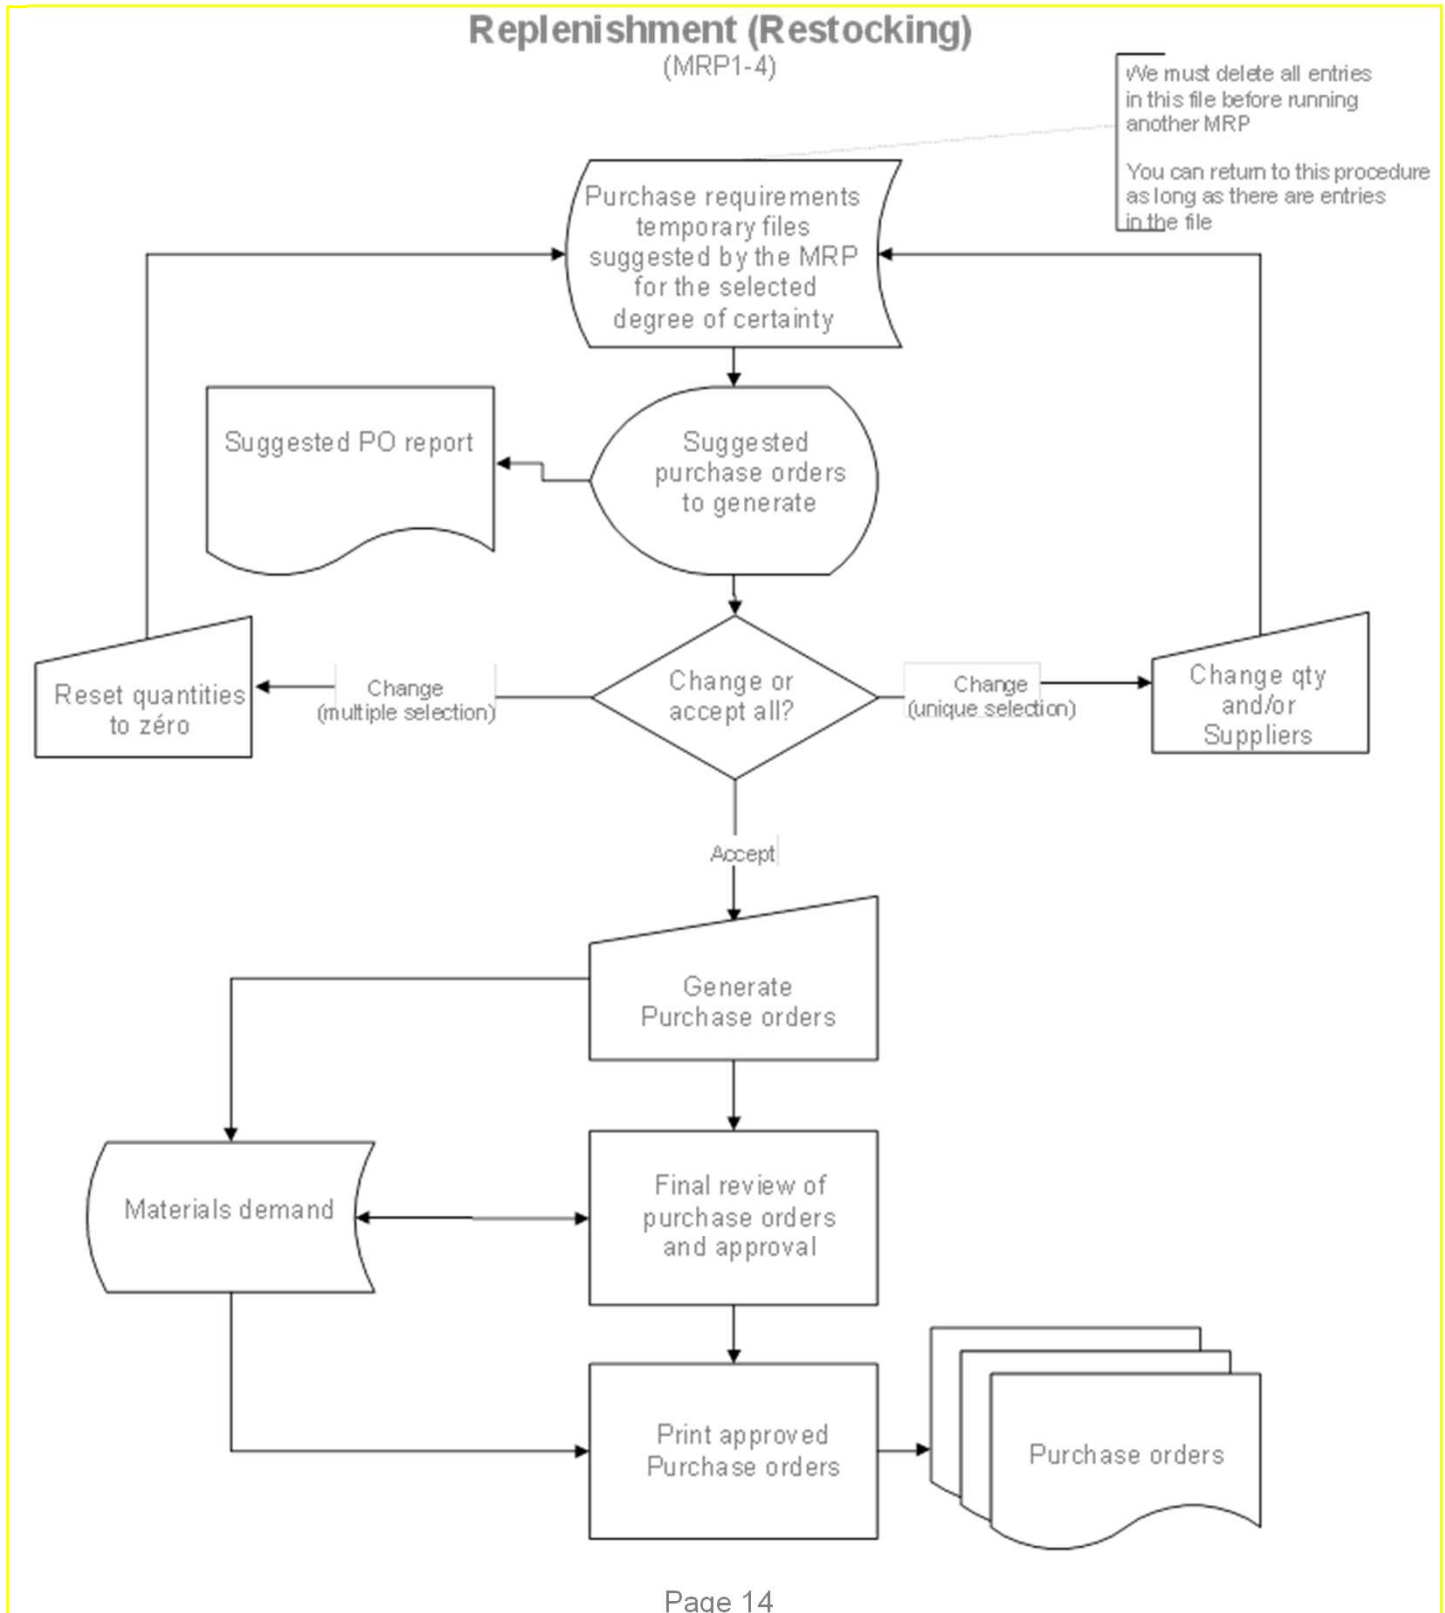 Replenishment (Restocking)
(MRP1-4)
We must delete all entries
in this file before running
another MRP
You can return to this procedure
as long as there are entries
in the file
Purchase requirements
temporary files
suggested by the MRP
for the selected
degree of certainty
Suggested PO report
Suggested
purchase orders
to generate
Reset quantities
to zéro
Change
(multiple selection)
Change or
accept all?
Change
(unique selection)
Change qty
and/or
Suppliers
Accept
Generate
Purchase orders
Materials demand
Final review of
purchase orders
and approval
Print approved
Purchase orders
Purchase orders
Page 14